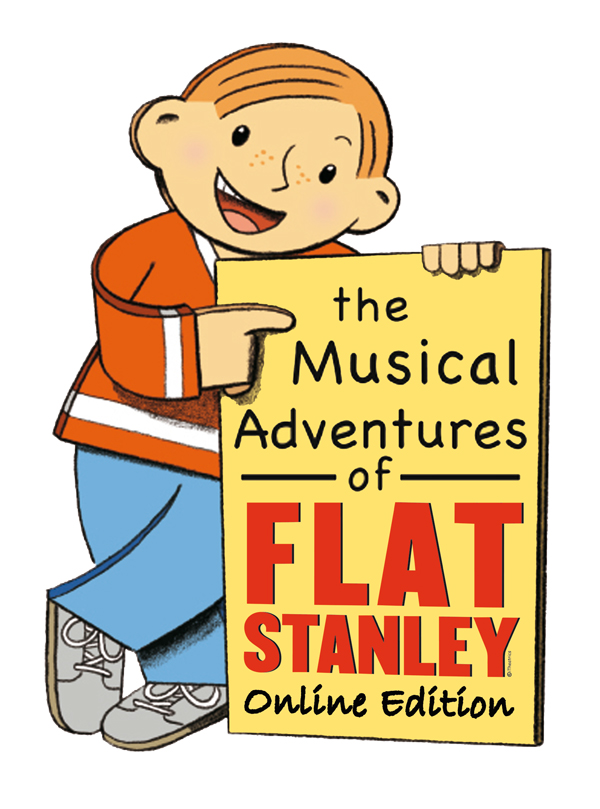 the
Musical
Adventures
of
FLAT
STANLEY
Online Edition